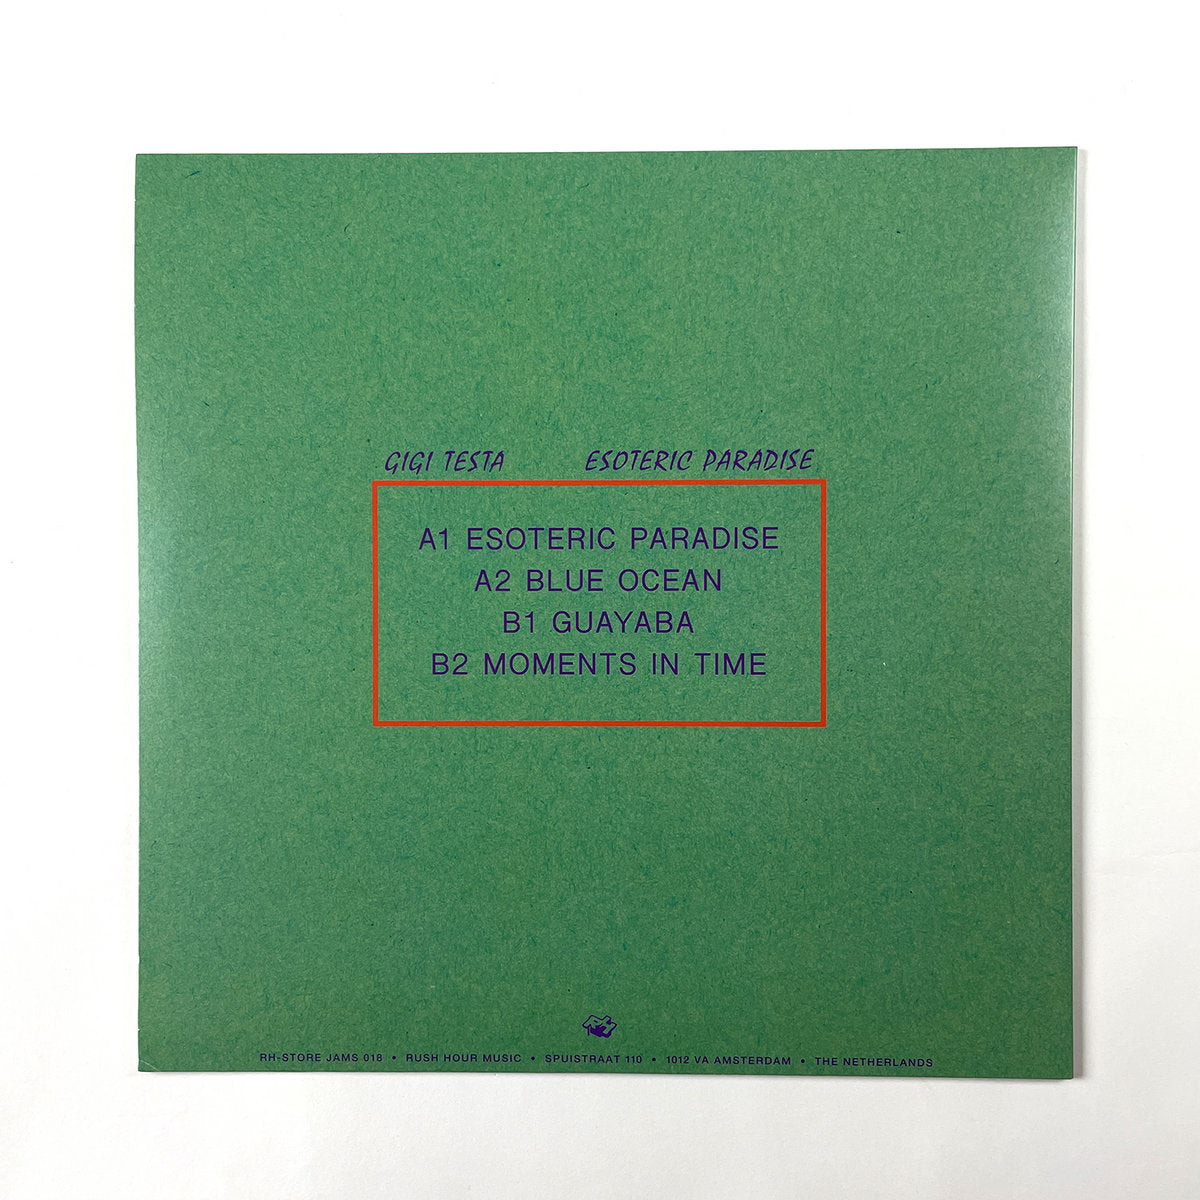 GIGI TESTA ESOTERIC PARADISE
A1 ESOTERIC PARADISE
A2 BLUE OCEAN
B1 GUAYABA
B2 MOMENTS IN TIME
RH-STORE JAMS 018 • RUSH HOUR MUSIC • SPUISTRAAT 110 • 1012 VA AMSTERDAM • THE NETHERLANDS